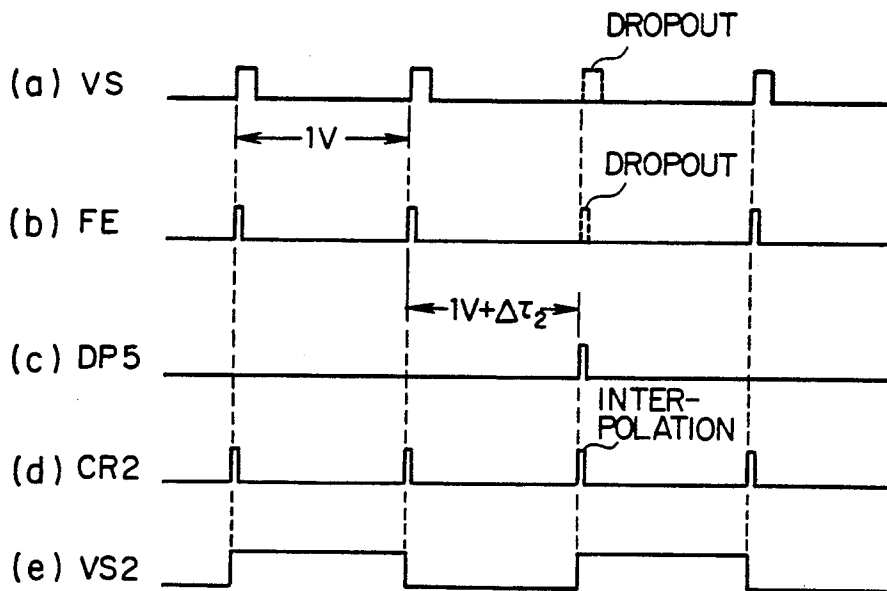 DROPOUT
(a) VS
1V
DROPOUT
(b) FE
1V+Δτ₂
(c) DP5
INTER-
POLATION
(d) CR2
(e) VS2